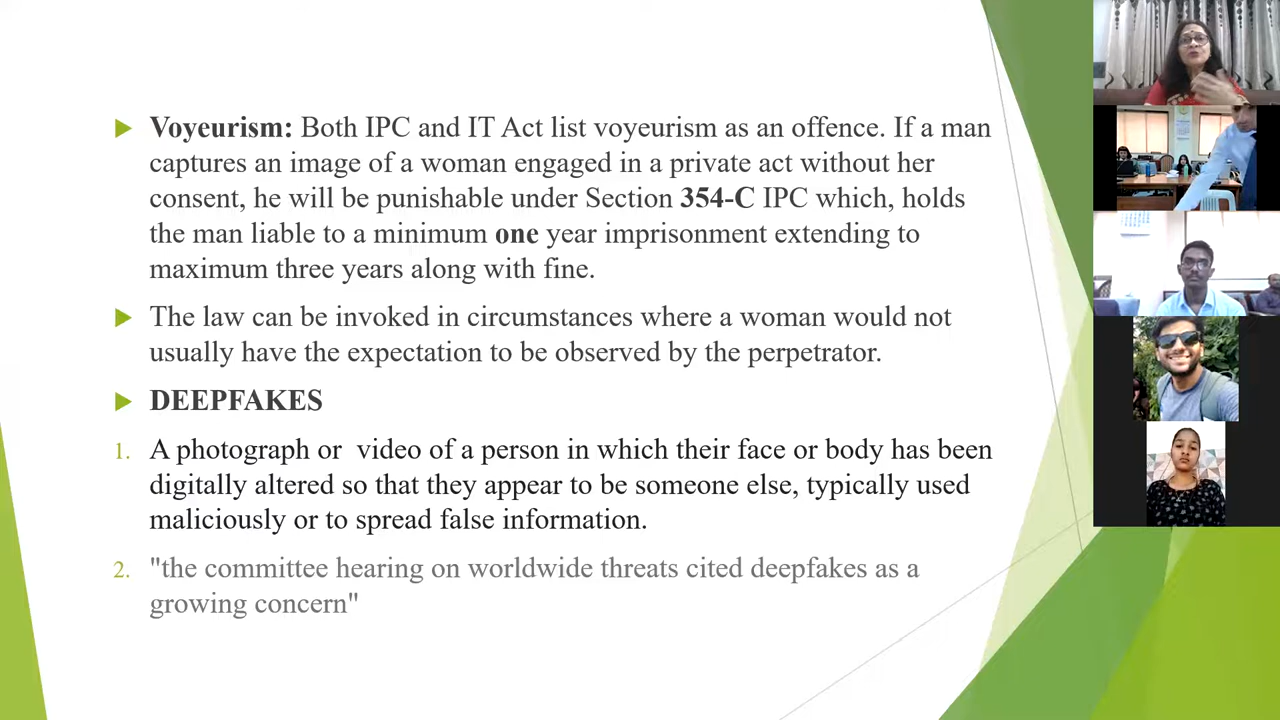 Voyeurism: Both IPC and IT Act list voyeurism as an offence. If a man
captures an image of a woman engaged in a private act without her
consent, he will be punishable under Section 354-C IPC which, holds
the man liable to a minimum one year imprisonment extending to
maximum three years along with fine.
The law can be invoked in circumstances where a woman would not
usually have the expectation to be observed by the perpetrator.
DEEPFAKES
1. A photograph or  video of a person in which their face or body has been
digitally altered so that they appear to be someone else, typically used
maliciously or to spread false information.
2. "the committee hearing on worldwide threats cited deepfakes as a
growing concern"